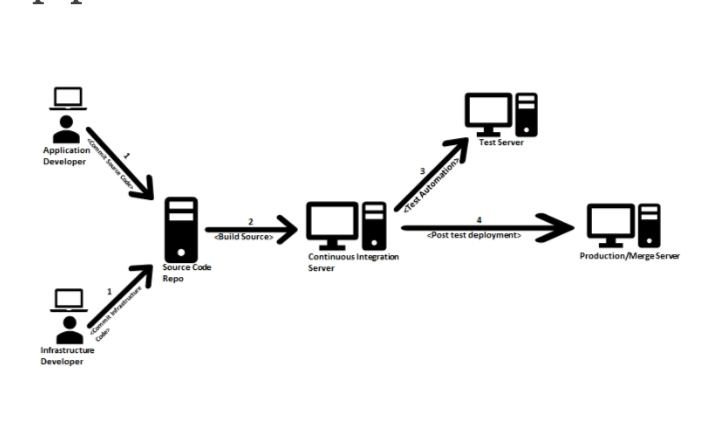 Application
Developer
1
<Commit Source Code>
Infrastructure
Developer
1
<Commit Infrastructure
Code>
Source Code
Repo
2
<Build Source>
Continuous Integration
Server
3
<Test Automation>
Test Server
4
<Post test deployment>
Production/Merge Server